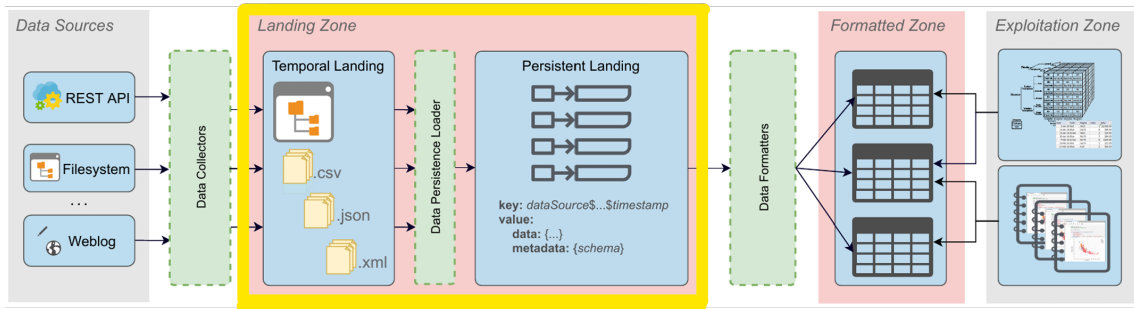 Data Sources
REST API
Filesystem
...
Weblog
Data Collectors
Landing Zone
Temporal Landing
.csv
.json
.xml
Data Persistence Loader
Persistent Landing
key: dataSource$...$timestamp
value:
data: {...}
metadata: {schema}
Data Formatters
Formatted Zone
Exploitation Zone